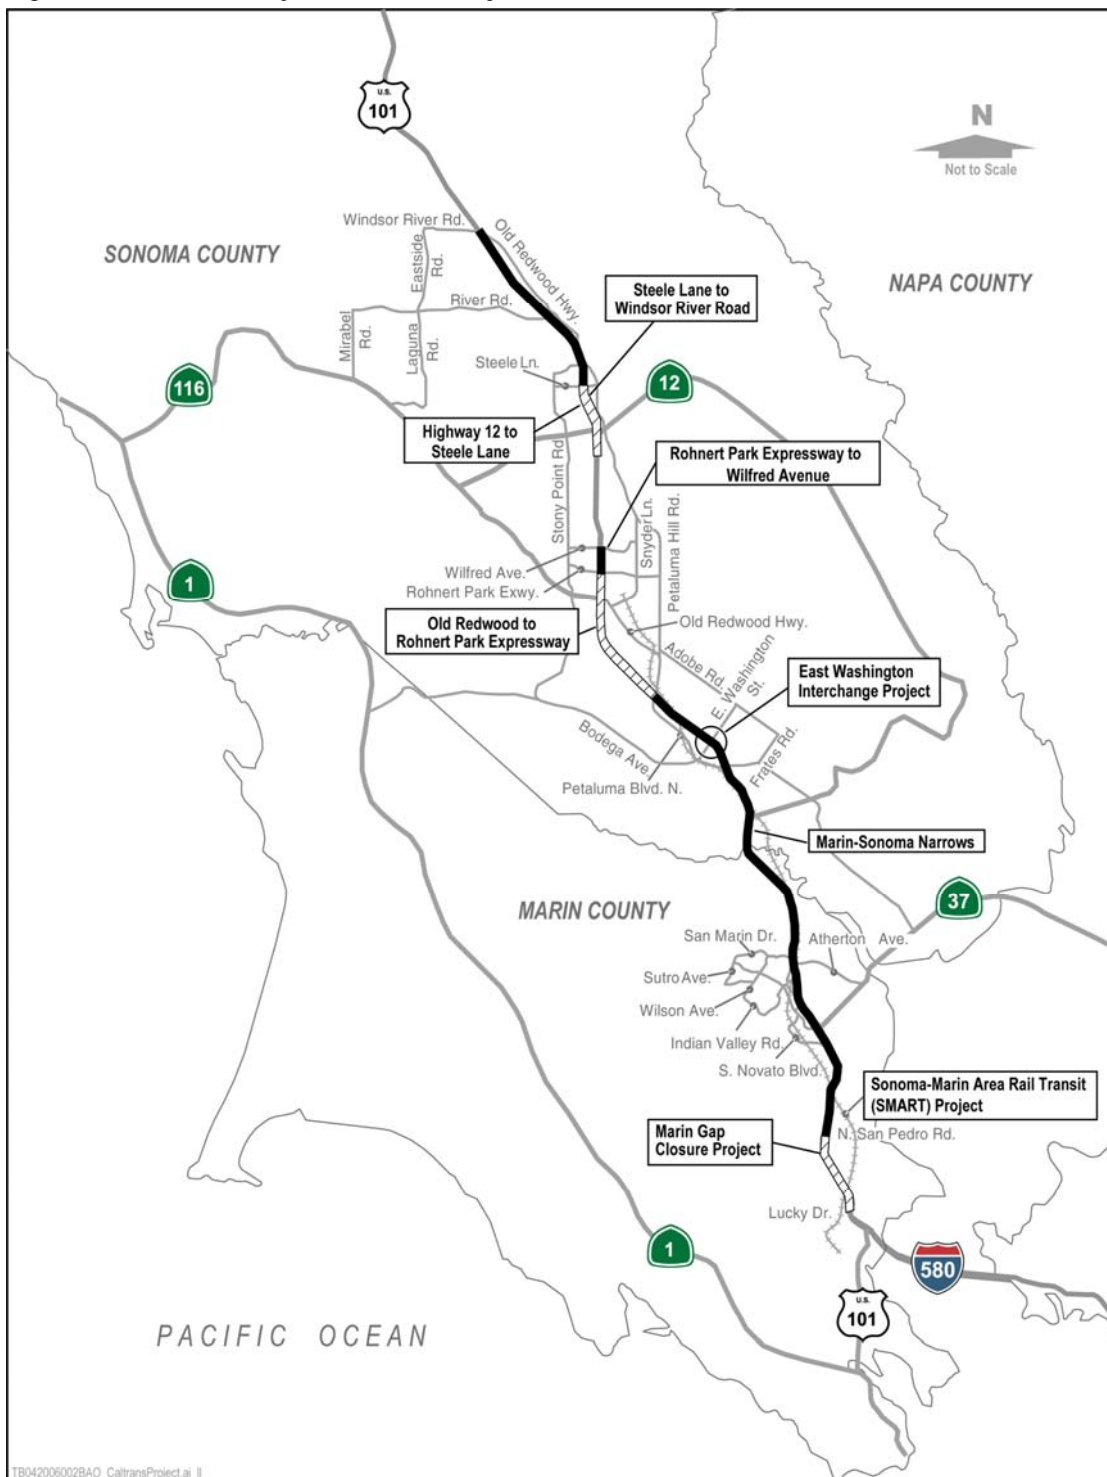 U.S.
101
N
Not to Scale
Windsor River Rd.
Old Redwood Hwy.
SONOMA COUNTY
Eastside
Rd.
NAPA COUNTY
Steele Lane to
Windsor River Road
River Rd.
Mirabel
Rd.
Laguna
Rd.
Steele Ln.
116
12
Highway 12 to
Steele Lane
Rohnert Park Expressway to
Wilfred Avenue
Stony Point Rd
Snyder Ln.
Petaluma Hill Rd.
Wilfred Ave.
Rohnert Park Exwy.
1
Old Redwood to
Rohnert Park Expressway
Old Redwood Hwy.
Adobe Rd.
E. Washington
St.
East Washington
Interchange Project
Bodega Ave
Frates Rd.
Petaluma Blvd. N.
Marin-Sonoma Narrows
MARIN COUNTY
37
San Marin Dr.
Atherton Ave.
Sutro Ave.
Wilson Ave.
Indian Valley Rd.
S. Novato Blvd.
Sonoma-Marin Area Rail Transit
(SMART) Project
Marin Gap
Closure Project
N. San Pedro Rd.
Lucky Dr.
1
580
U.S.
101
PACIFIC OCEAN
TB042006002BAO_CaltransProject.ai_ll